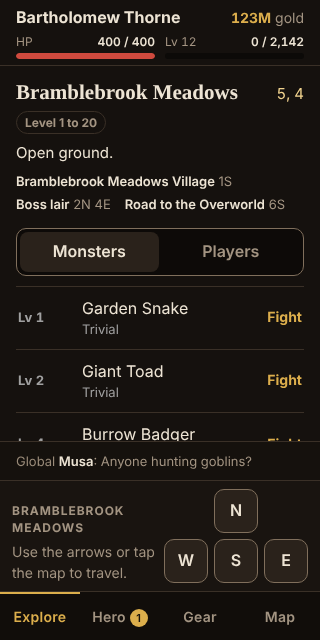 Bartholomew Thorne 123M gold
HP 400 / 400 Lv 12 0 / 2,142
Bramblebrook Meadows 5, 4
Level 1 to 20
Open ground.
Bramblebrook Meadows Village 1S
Boss lair 2N 4E Road to the Overworld 6S
Monsters Players
Lv 1 Garden Snake Fight
Trivial
Lv 2 Giant Toad Fight
Trivial
Burrow Badger
Global Musa: Anyone hunting goblins?
BRAMBLEBROOK MEADOWS
Use the arrows or tap
the map to travel.
N
W S E
Explore Hero 1 Gear Map